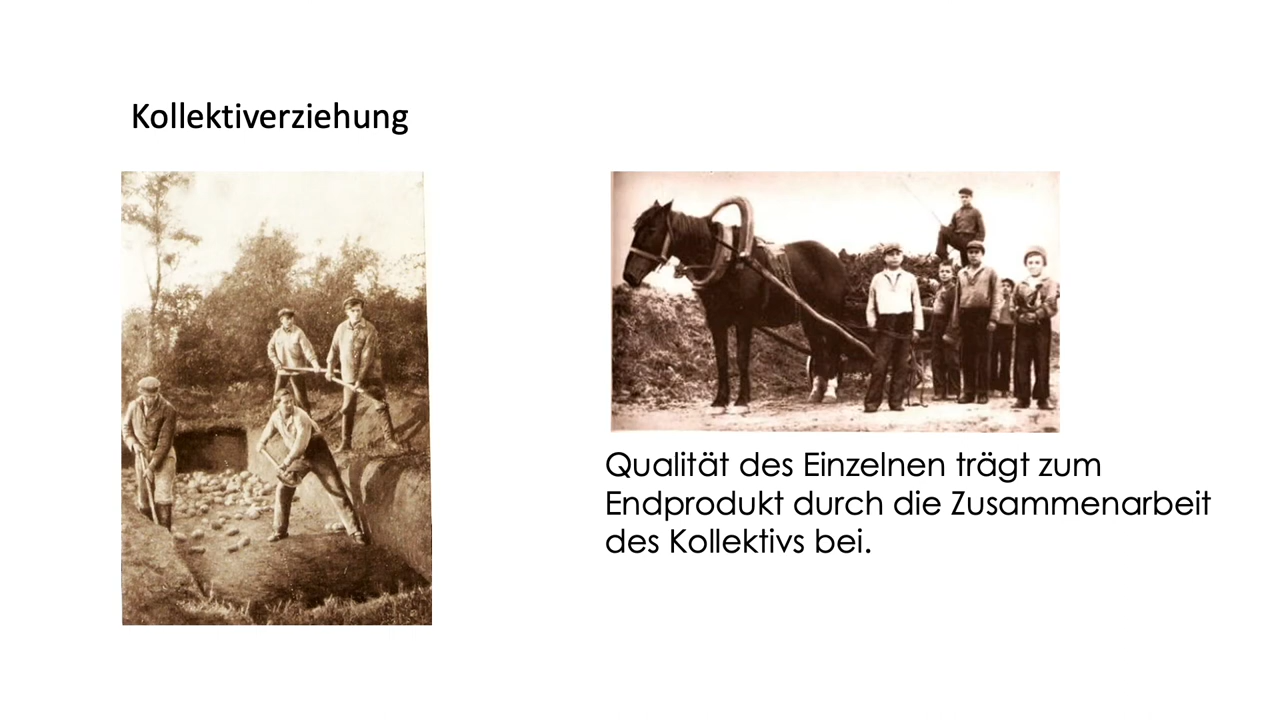 Kollektiverziehung
Qualität des Einzelnen trägt zum
Endprodukt durch die Zusammenarbeit
des Kollektivs bei.